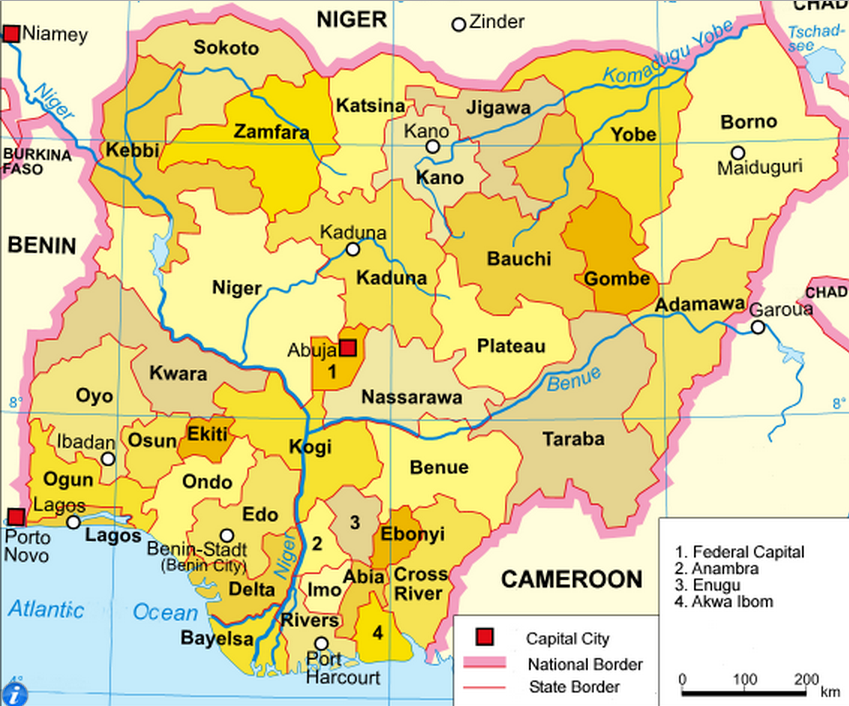 NIGER
CHAD
Zinder
Niamey
Sokoto
Tschad-
see
Komadugu Yobe
Niger
Katsina
Jigawa
Zamfara
Kano
Yobe
Borno
BURKINA
FASO
Kebbi
Maiduguri
Kano
Kaduna
BENIN
Bauchi
Niger
Kaduna
Gombe
CHAD
Adamawa
Garoua
Abuja
1
Plateau
Kwara
Benue
Nassarawa
Oyo
8°
8°
Ibadan
Osun
Ekiti
Kogi
Taraba
Benue
Ogun
Ondo
Lagos
Edo
3
Porto
Novo
Lagos
Ebonyi
Benin-Stadt
(Benin City)
Niger
2
Abia
Cross
River
Delta
Imo
CAMEROON
Atlantic Ocean
Rivers
Bayelsa
4
Port
Harcourt
4°
i
1. Federal Capital
2. Anambra
3. Enugu
4. Akwa Ibom
Capital City
National Border
State Border
0 100 200
km